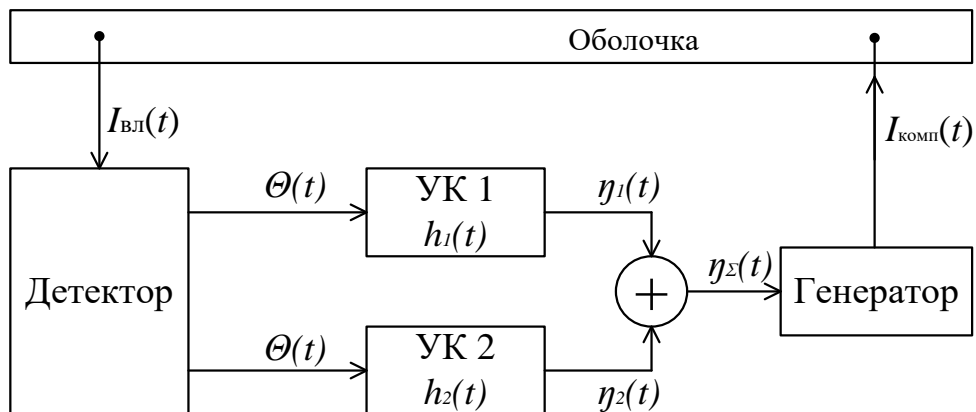 Оболочка
Iвл(t)
Iкомп(t)
Θ(t)
УК 1
h₁(t)
η₁(t)
Детектор
ηΣ(t)
Генератор
Θ(t)
УК 2
h₂(t)
η₂(t)